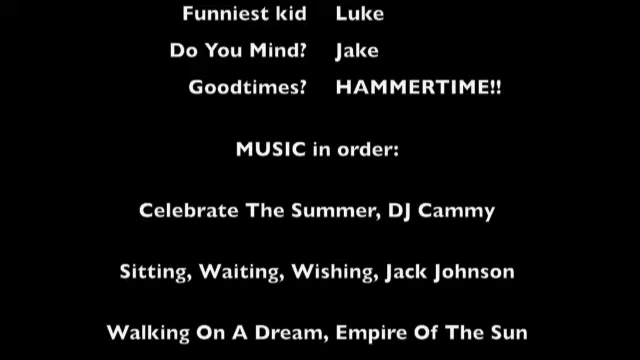 Funniest kid Luke
Do You Mind? Jake
Goodtimes? HAMMERTIME!!
MUSIC in order:
Celebrate The Summer, DJ Cammy
Sitting, Waiting, Wishing, Jack Johnson
Walking On A Dream, Empire Of The Sun